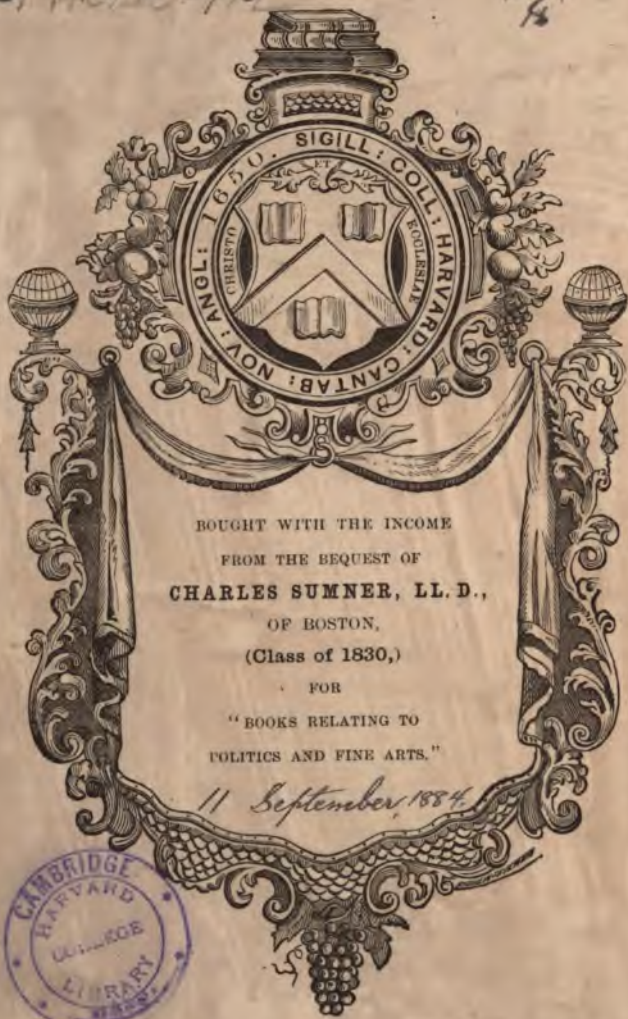 SIGILL: COLL: HARVARD: CANTAB: NOV: ANGL: 1650.
ET
CHRISTO
ECCLESIAE
BOUGHT WITH THE INCOME
FROM THE BEQUEST OF
CHARLES SUMNER, LL. D.,
OF BOSTON,
(Class of 1830,)
FOR
"BOOKS RELATING TO
POLITICS AND FINE ARTS."
11 September, 1884.
CAMBRIDGE
HARVARD
COLLEGE
LIBRARY